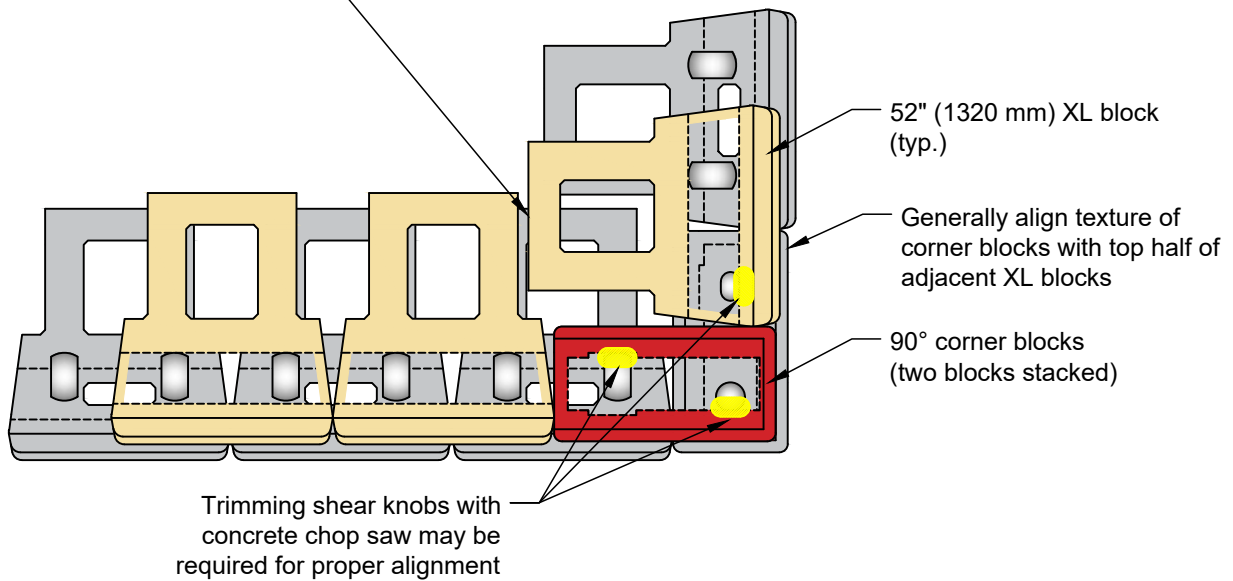 52" (1320 mm) XL block
(typ.)
Generally align texture of
corner blocks with top half of
adjacent XL blocks
90° corner blocks
(two blocks stacked)
Trimming shear knobs with
concrete chop saw may be
required for proper alignment